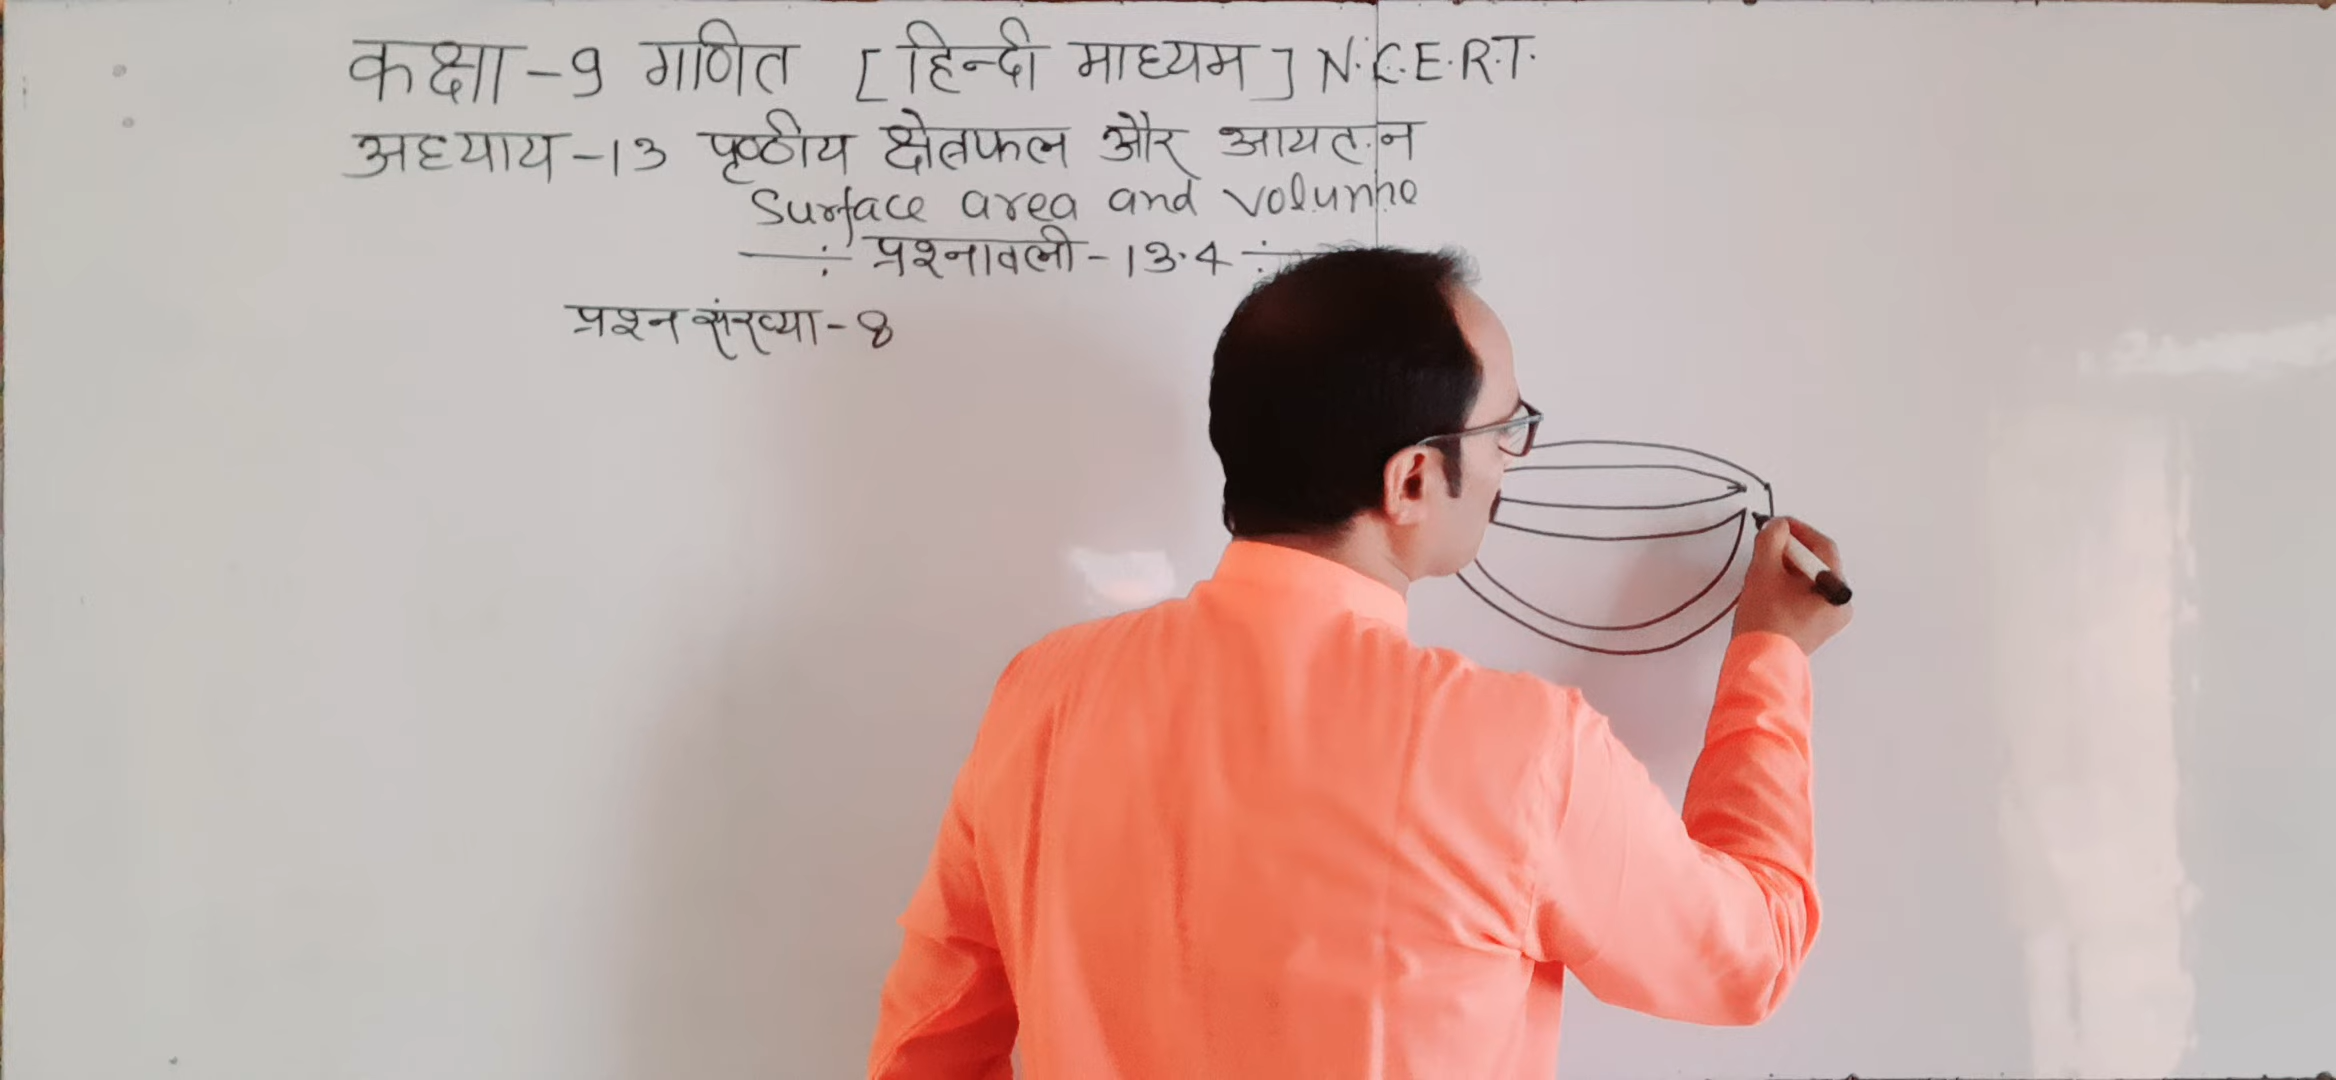 कक्षा-9 गणित [हिन्दी माध्यम] N.C.E.R.T.
अध्याय-13 पृष्ठीय क्षेत्रफल और आयतन
Surface area and volume
—:प्रश्नावली-13.4:—
प्रश्न संख्या-8